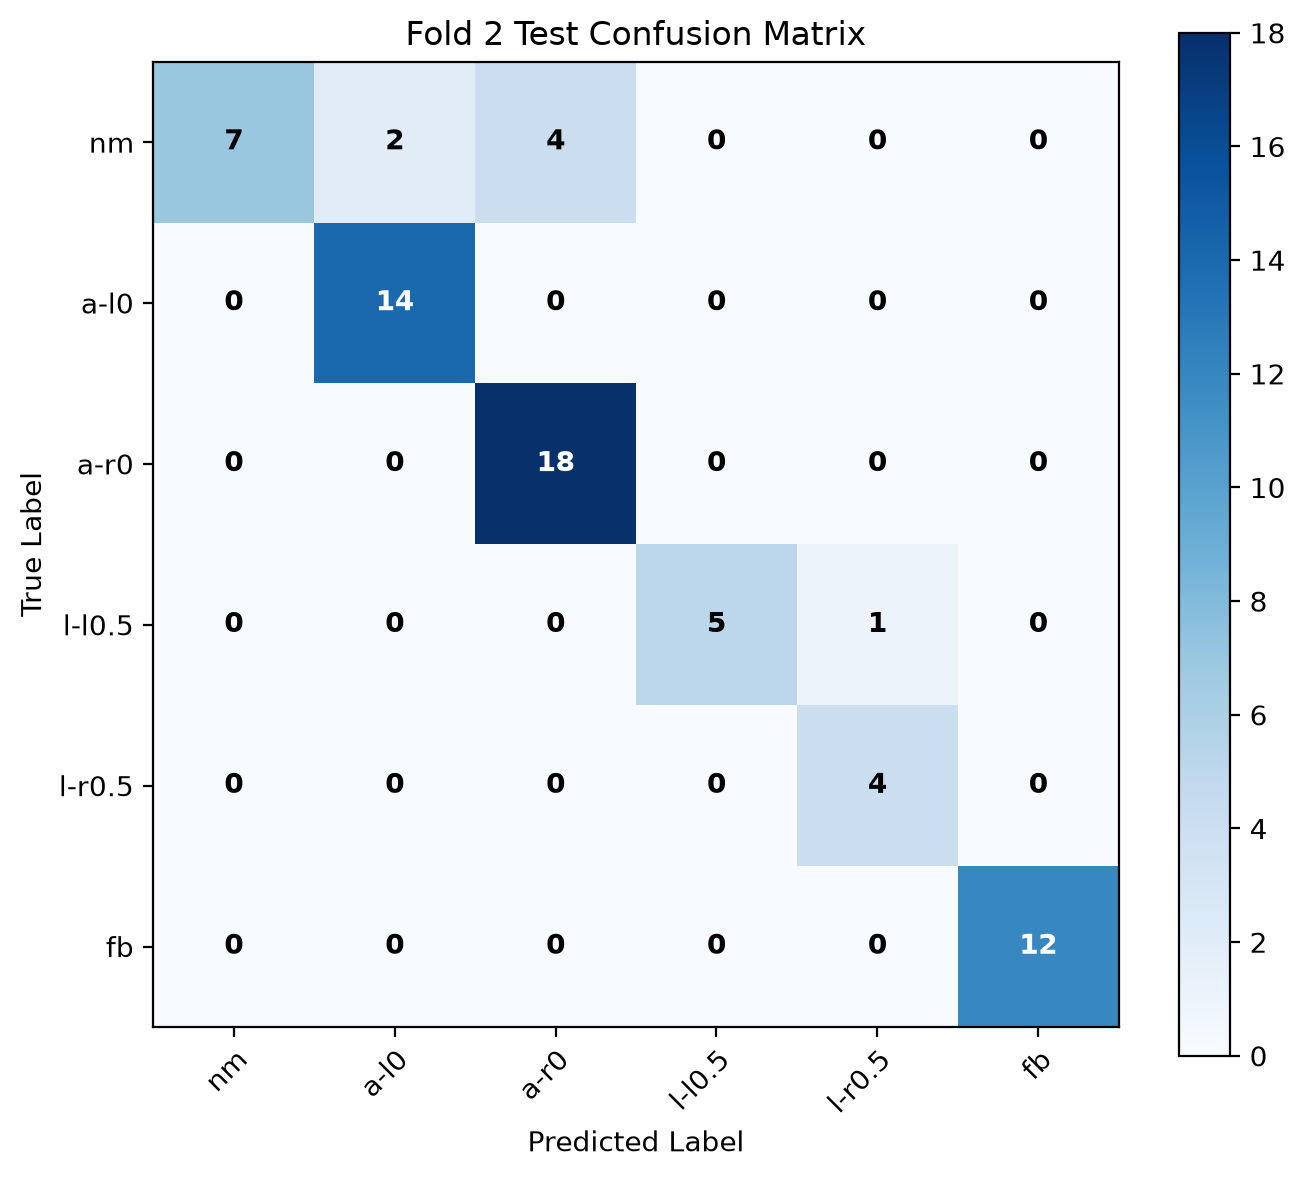 Fold 2 Test Confusion Matrix
True Label
nm 7 2 4 0 0 0
a-l0 0 14 0 0 0 0
a-r0 0 0 18 0 0 0
l-l0.5 0 0 0 5 1 0
l-r0.5 0 0 0 0 4 0
fb 0 0 0 0 0 12
nm a-l0 a-r0 l-l0.5 l-r0.5 fb
Predicted Label
18
16
14
12
10
8
6
4
2
0